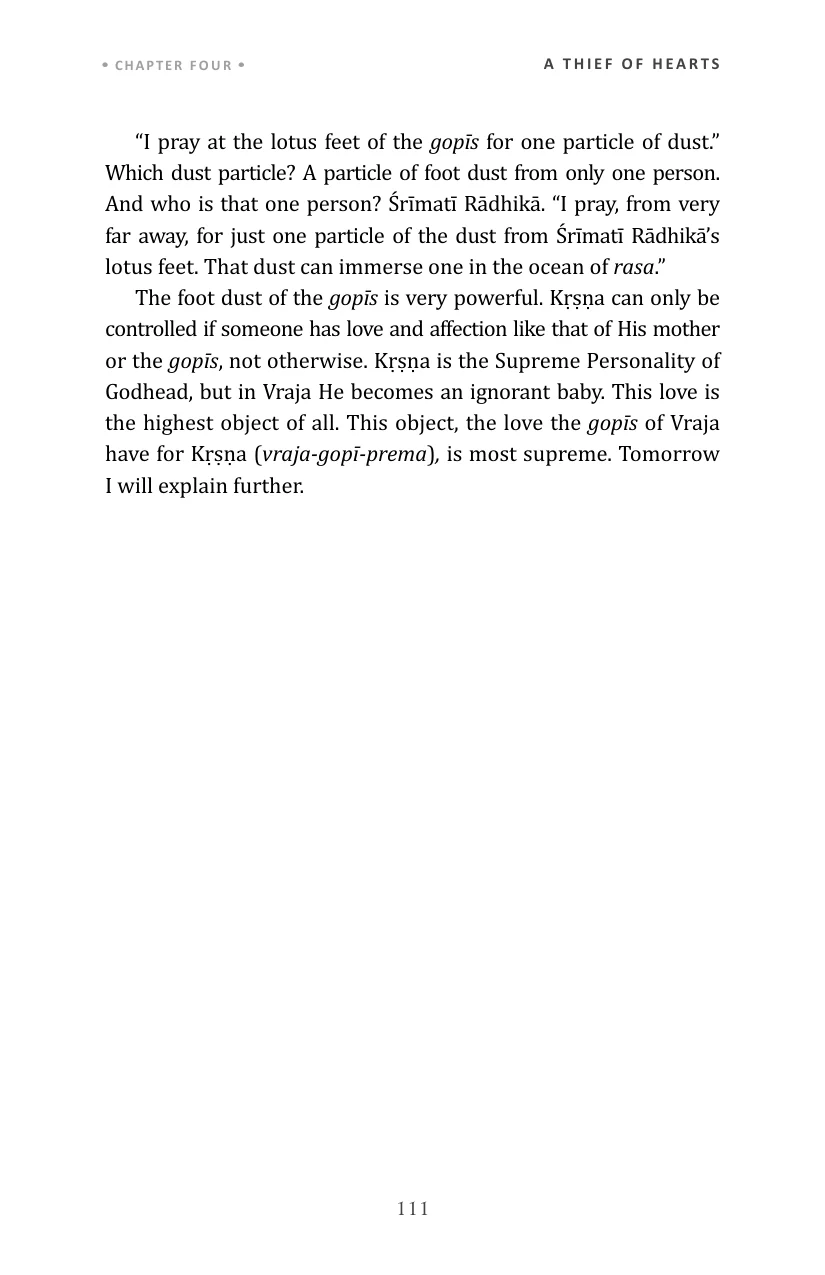 • CHAPTER FOUR •
A THIEF OF HEARTS
“I pray at the lotus feet of the gopīs for one particle of dust.”
Which dust particle? A particle of foot dust from only one person.
And who is that one person? Śrīmatī Rādhikā. “I pray, from very
far away, for just one particle of the dust from Śrīmatī Rādhikā’s
lotus feet. That dust can immerse one in the ocean of rasa.”
The foot dust of the gopīs is very powerful. Kṛṣṇa can only be
controlled if someone has love and affection like that of His mother
or the gopīs, not otherwise. Kṛṣṇa is the Supreme Personality of
Godhead, but in Vraja He becomes an ignorant baby. This love is
the highest object of all. This object, the love the gopīs of Vraja
have for Kṛṣṇa (vraja-gopī-prema), is most supreme. Tomorrow
I will explain further.
111